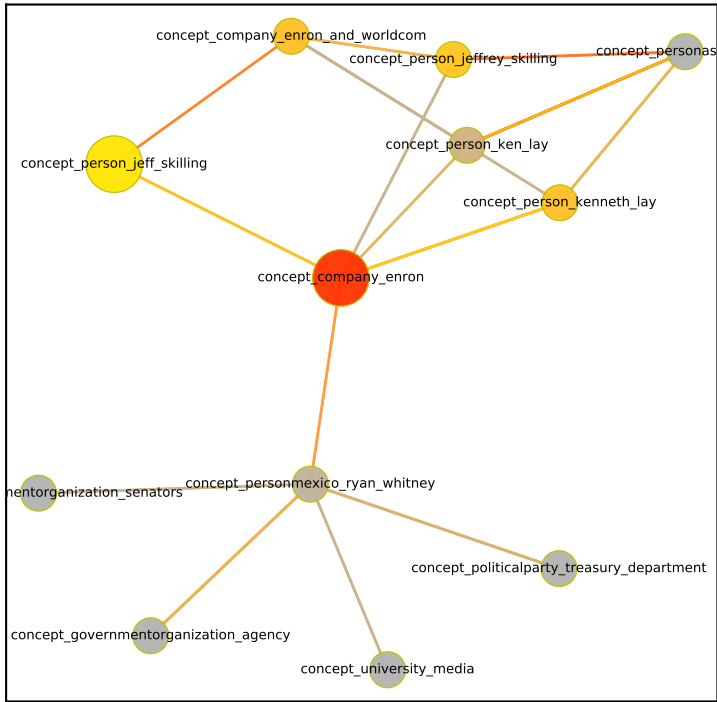 concept_company_enron_and_worldcom
concept_personas
concept_person_jeffrey_skilling
concept_person_ken_lay
concept_person_jeff_skilling
concept_person_kenneth_lay
concept_company_enron
concept_personmexico_ryan_whitney
mentorganization_senators
concept_politicalparty_treasury_department
concept_governmentorganization_agency
concept_university_media